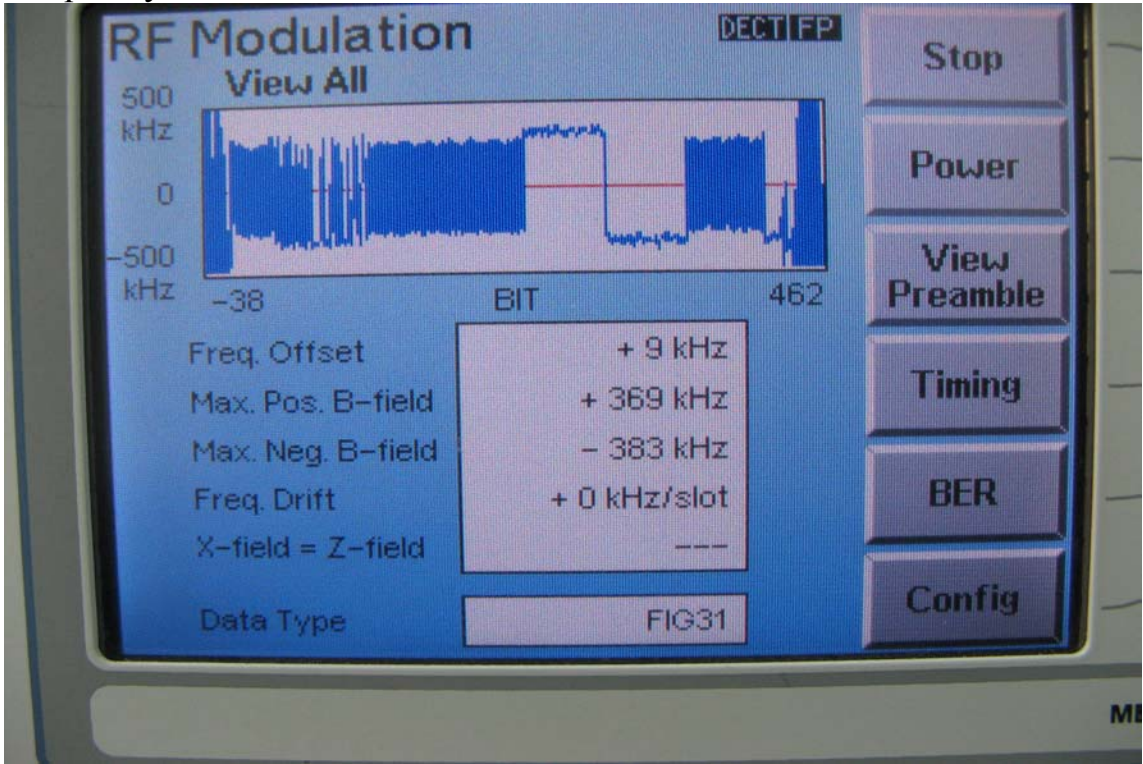 RF Modulation
DECT FP
View All
500
kHz
0
-500
kHz
-38
BIT
462
Freq. Offset
+ 9 kHz
Max. Pos. B-field
+ 369 kHz
Max. Neg. B-field
- 383 kHz
Freq. Drift
+ 0 kHz/slot
X-field = Z-field
---
Data Type
FIG31
Stop
Power
View
Preamble
Timing
BER
Config